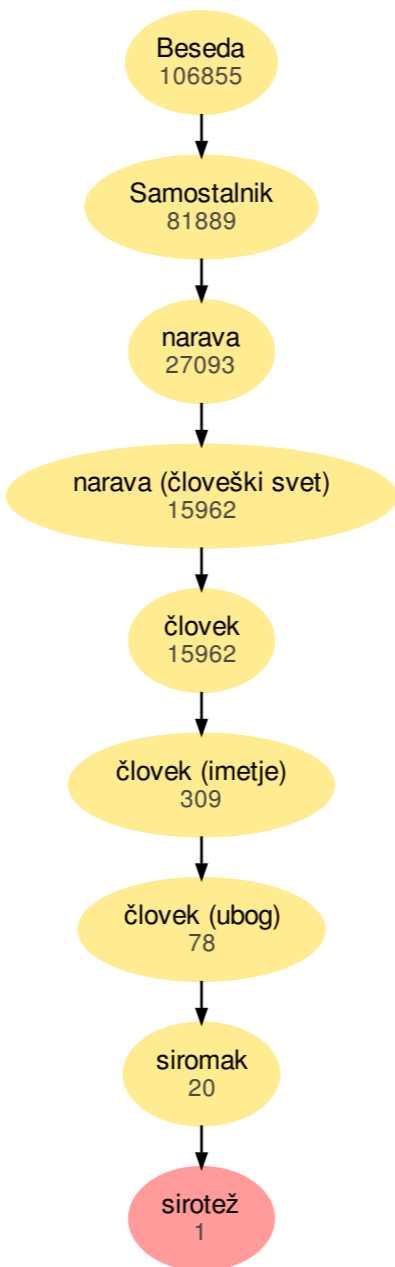 Beseda
106855
Samostalnik
81889
narava
27093
narava (človeški svet)
15962
človek
15962
človek (imetje)
309
človek (ubog)
78
siromak
20
sirotež
1